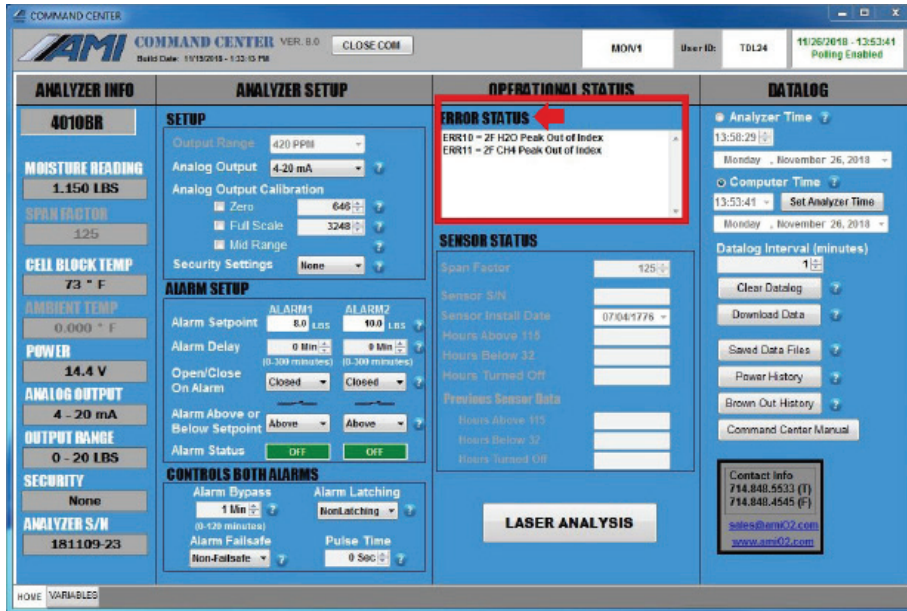 COMMAND CENTER
AMI COMMAND CENTER VER. 8.0
Build Date: 11/15/2018 - 1:33:13 PM
CLOSE COM
MONV1
User ID:
TDL24
11/26/2018 - 13:53:41
Polling Enabled
ANALYZER INFO
4010BR
MOISTURE READING
1.150 LBS
SPAN FACTOR
125
CELL BLOCK TEMP
73 ° F
AMBIENT TEMP
0.000 ° F
POWER
14.4 V
ANALOG OUTPUT
4 - 20 mA
OUTPUT RANGE
0 - 20 LBS
SECURITY
None
ANALYZER S/N
181109-23
ANALYZER SETUP
SETUP
Output Range 420 PPM
Analog Output 4-20 mA ?
Analog Output Calibration
Zero 646 ?
Full Scale 3248 ?
Mid Range ?
Security Settings None ?
ALARM SETUP
ALARM1 ALARM2
Alarm Setpoint 8.0 LBS 10.0 LBS ?
Alarm Delay 0 Min 0 Min ?
(0-300 minutes) (0-300 minutes)
Open/Close
On Alarm Closed Closed ?
Alarm Above or
Below Setpoint Above Above ?
Alarm Status OFF OFF
CONTROLS BOTH ALARMS
Alarm Bypass Alarm Latching
1 Min ? NonLatching ?
(0-120 minutes)
Alarm Failsafe Pulse Time
Non-Failsafe ? 0 Sec ?
OPERATIONAL STATUS
ERROR STATUS
ERR10 = 2F H2O Peak Out of Index
ERR11 = 2F CH4 Peak Out of Index
SENSOR STATUS
Span Factor 125
Sensor S/N
Sensor Install Date 07/04/1776
Hours Above 115
Hours Below 32
Hours Turned Off
Previous Sensor Data
Hours Above 115
Hours Below 32
Hours Turned Off
LASER ANALYSIS
DATALOG
Analyzer Time ?
13:58:29
Monday , November 26, 2018
Computer Time ?
13:53:41 Set Analyzer Time
Monday , November 26, 2018
Datalog Interval (minutes)
1
Clear Datalog ?
Download Data ?
Saved Data Files ?
Power History ?
Brown Out History ?
Command Center Manual
Contact Info
714.848.5533 (T)
714.848.4545 (F)
sales@amiO2.com
www.amiO2.com
HOME VARIABLES